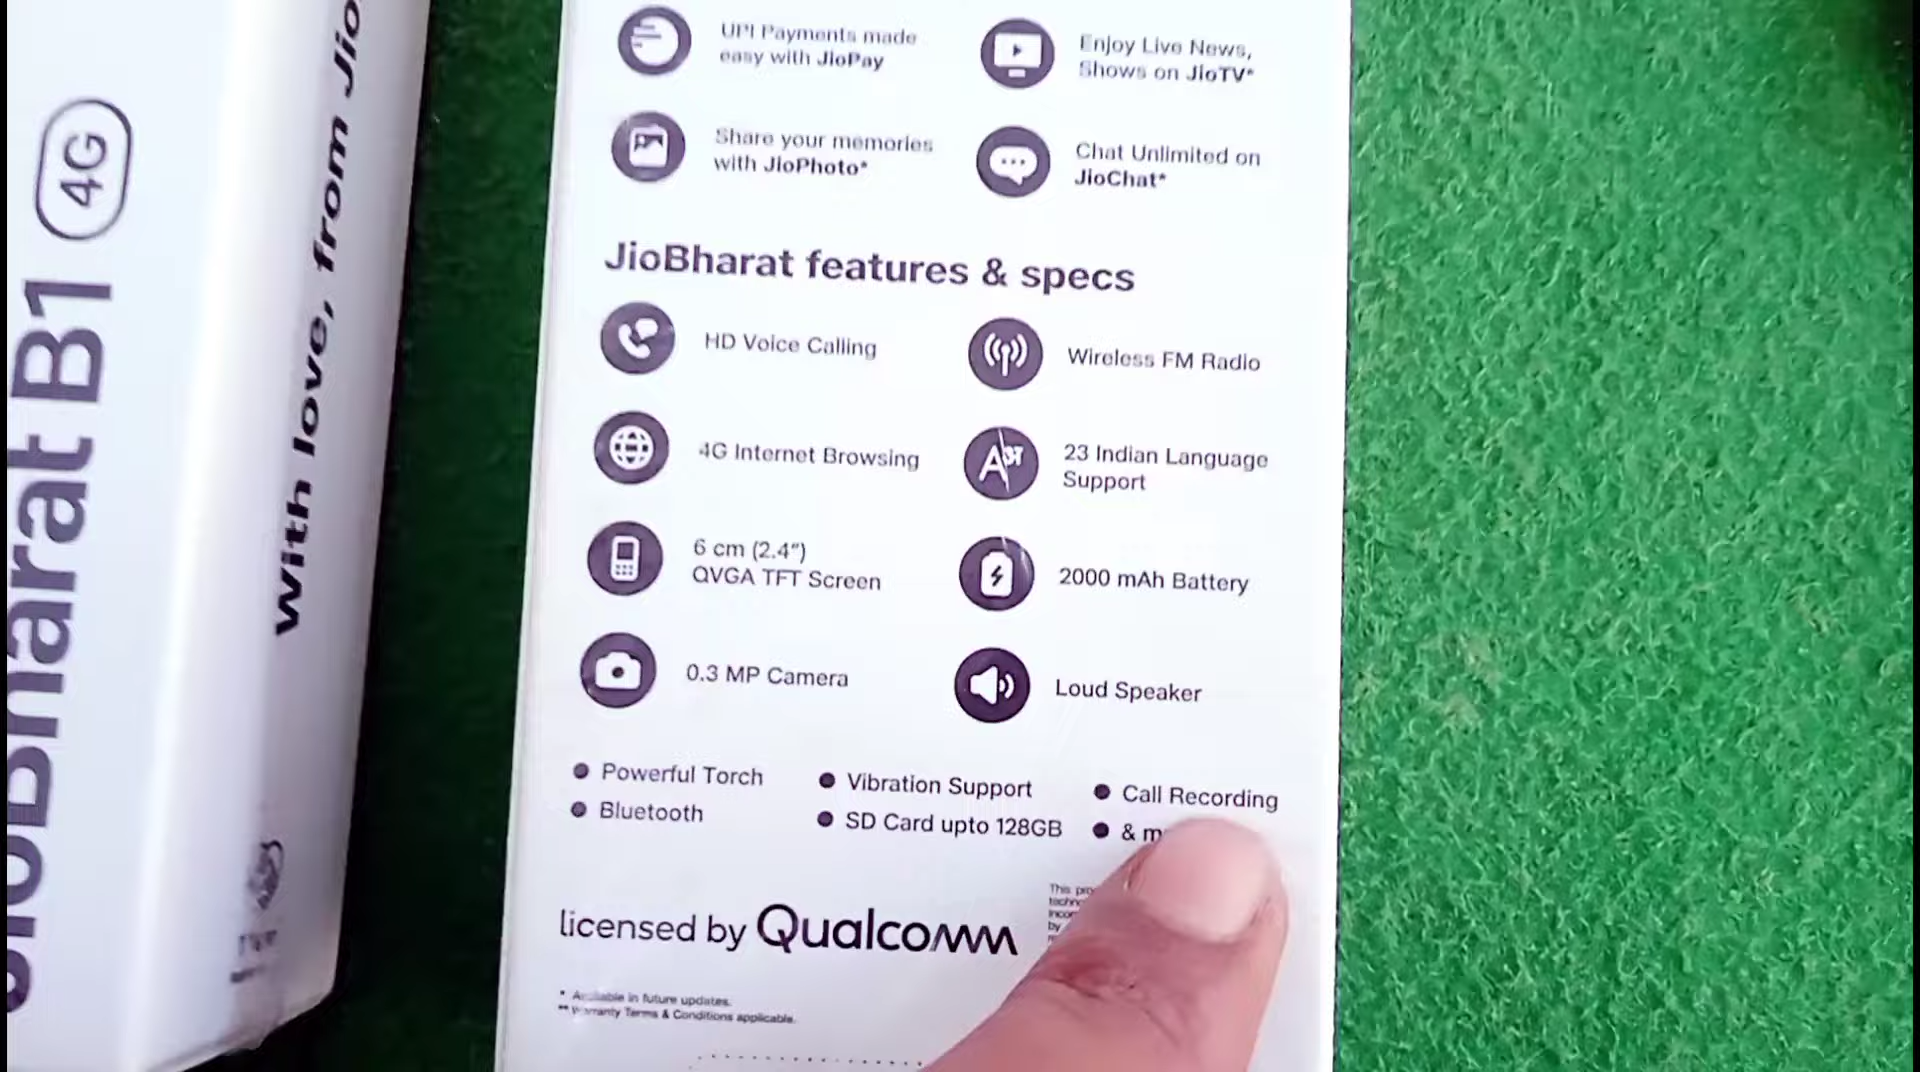 JioBharat B1 4G
With love, from Jio
UPI Payments made
easy with JioPay
Enjoy Live News,
Shows on JioTV*
Share your memories
with JioPhoto*
Chat Unlimited on
JioChat*
JioBharat features & specs
HD Voice Calling
Wireless FM Radio
4G Internet Browsing
23 Indian Language
Support
6 cm (2.4”)
QVGA TFT Screen
2000 mAh Battery
0.3 MP Camera
Loud Speaker
Powerful Torch
Vibration Support
Call Recording
Bluetooth
SD Card upto 128GB
& m
licensed by Qualcomm
This
by
* Available in future updates.
** Warranty Terms & Conditions applicable.